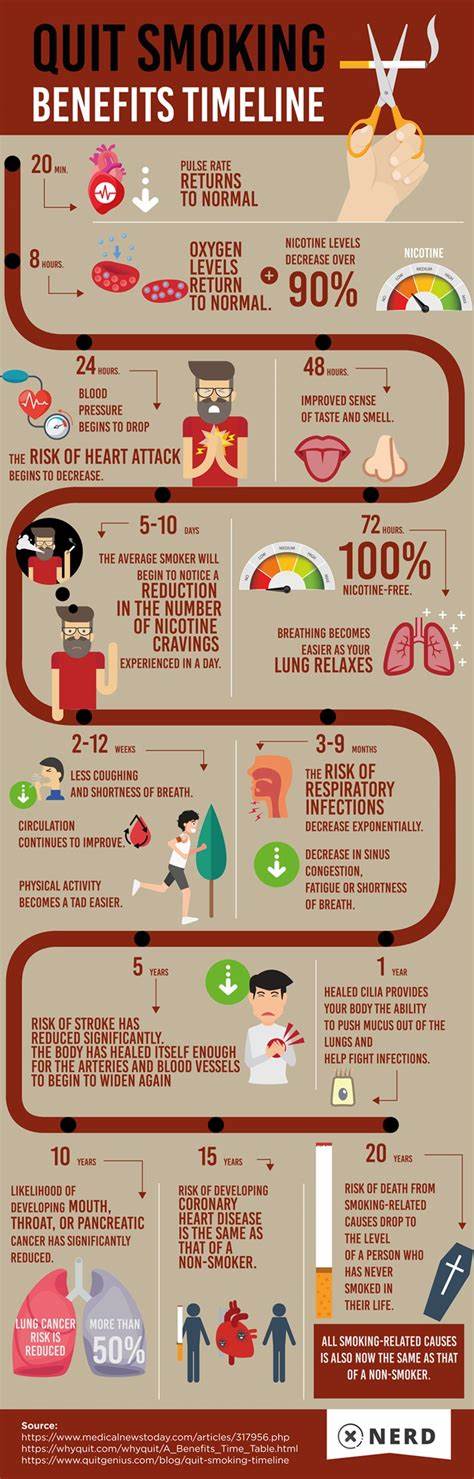 QUIT SMOKING
BENEFITS TIMELINE
20 MIN.
PULSE RATE
RETURNS
TO NORMAL
8 HOURS.
OXYGEN
LEVELS
RETURN
TO NORMAL.
+
NICOTINE LEVELS
DECREASE OVER
90%
NICOTINE
NO
LOW
MEDIUM
HIGH
MAX
24 HOURS.
BLOOD
PRESSURE
BEGINS TO DROP
THE RISK OF HEART ATTACK
BEGINS TO DECREASE.
48 HOURS.
IMPROVED SENSE
OF TASTE AND SMELL.
72 HOURS.
NO
LOW
MEDIUM
HIGH
MAX
100%
NICOTINE-FREE.
BREATHING BECOMES
EASIER AS YOUR
LUNG RELAXES
5-10 DAYS
THE AVERAGE SMOKER WILL
BEGIN TO NOTICE A
REDUCTION
IN THE NUMBER
OF NICOTINE
CRAVINGS
EXPERIENCED IN A DAY.
2-12 WEEKS
LESS COUGHING
AND SHORTNESS OF BREATH.
CIRCULATION
CONTINUES TO IMPROVE.
PHYSICAL ACTIVITY
BECOMES A TAD EASIER.
3-9 MONTHS
THE RISK OF
RESPIRATORY
INFECTIONS
DECREASE EXPONENTIALLY.
DECREASE IN SINUS
CONGESTION,
FATIGUE OR SHORTNESS
OF BREATH.
1 YEAR
HEALED CILIA PROVIDES
YOUR BODY THE ABILITY
TO PUSH MUCUS OUT OF THE
LUNGS AND
HELP FIGHT INFECTIONS.
5 YEARS
RISK OF STROKE HAS
REDUCED SIGNIFICANTLY.
THE BODY HAS HEALED ITSELF ENOUGH
FOR THE ARTERIES AND BLOOD VESSELS
TO BEGIN TO WIDEN AGAIN
10 YEARS
LIKELIHOOD OF
DEVELOPING MOUTH,
THROAT, OR PANCREATIC
CANCER HAS SIGNIFICANTLY
REDUCED.
LUNG CANCER
RISK IS
REDUCED
MORE THAN
50%
15 YEARS
RISK OF DEVELOPING
CORONARY
HEART DISEASE
IS THE SAME AS
THAT OF A
NON-SMOKER.
20 YEARS
RISK OF DEATH FROM
SMOKING-RELATED
CAUSES DROP TO
THE LEVEL
OF A PERSON WHO
HAS NEVER
SMOKED IN
THEIR LIFE.
ALL SMOKING-RELATED CAUSES
IS ALSO NOW THE SAME AS THAT
OF A NON-SMOKER.
Source:
https://www.medicalnewstoday.com/articles/317956.php
https://whyquit.com/whyquit/A_Benefits_Time_Table.html
https://www.quitgenius.com/blog/quit-smoking-timeline
NERD